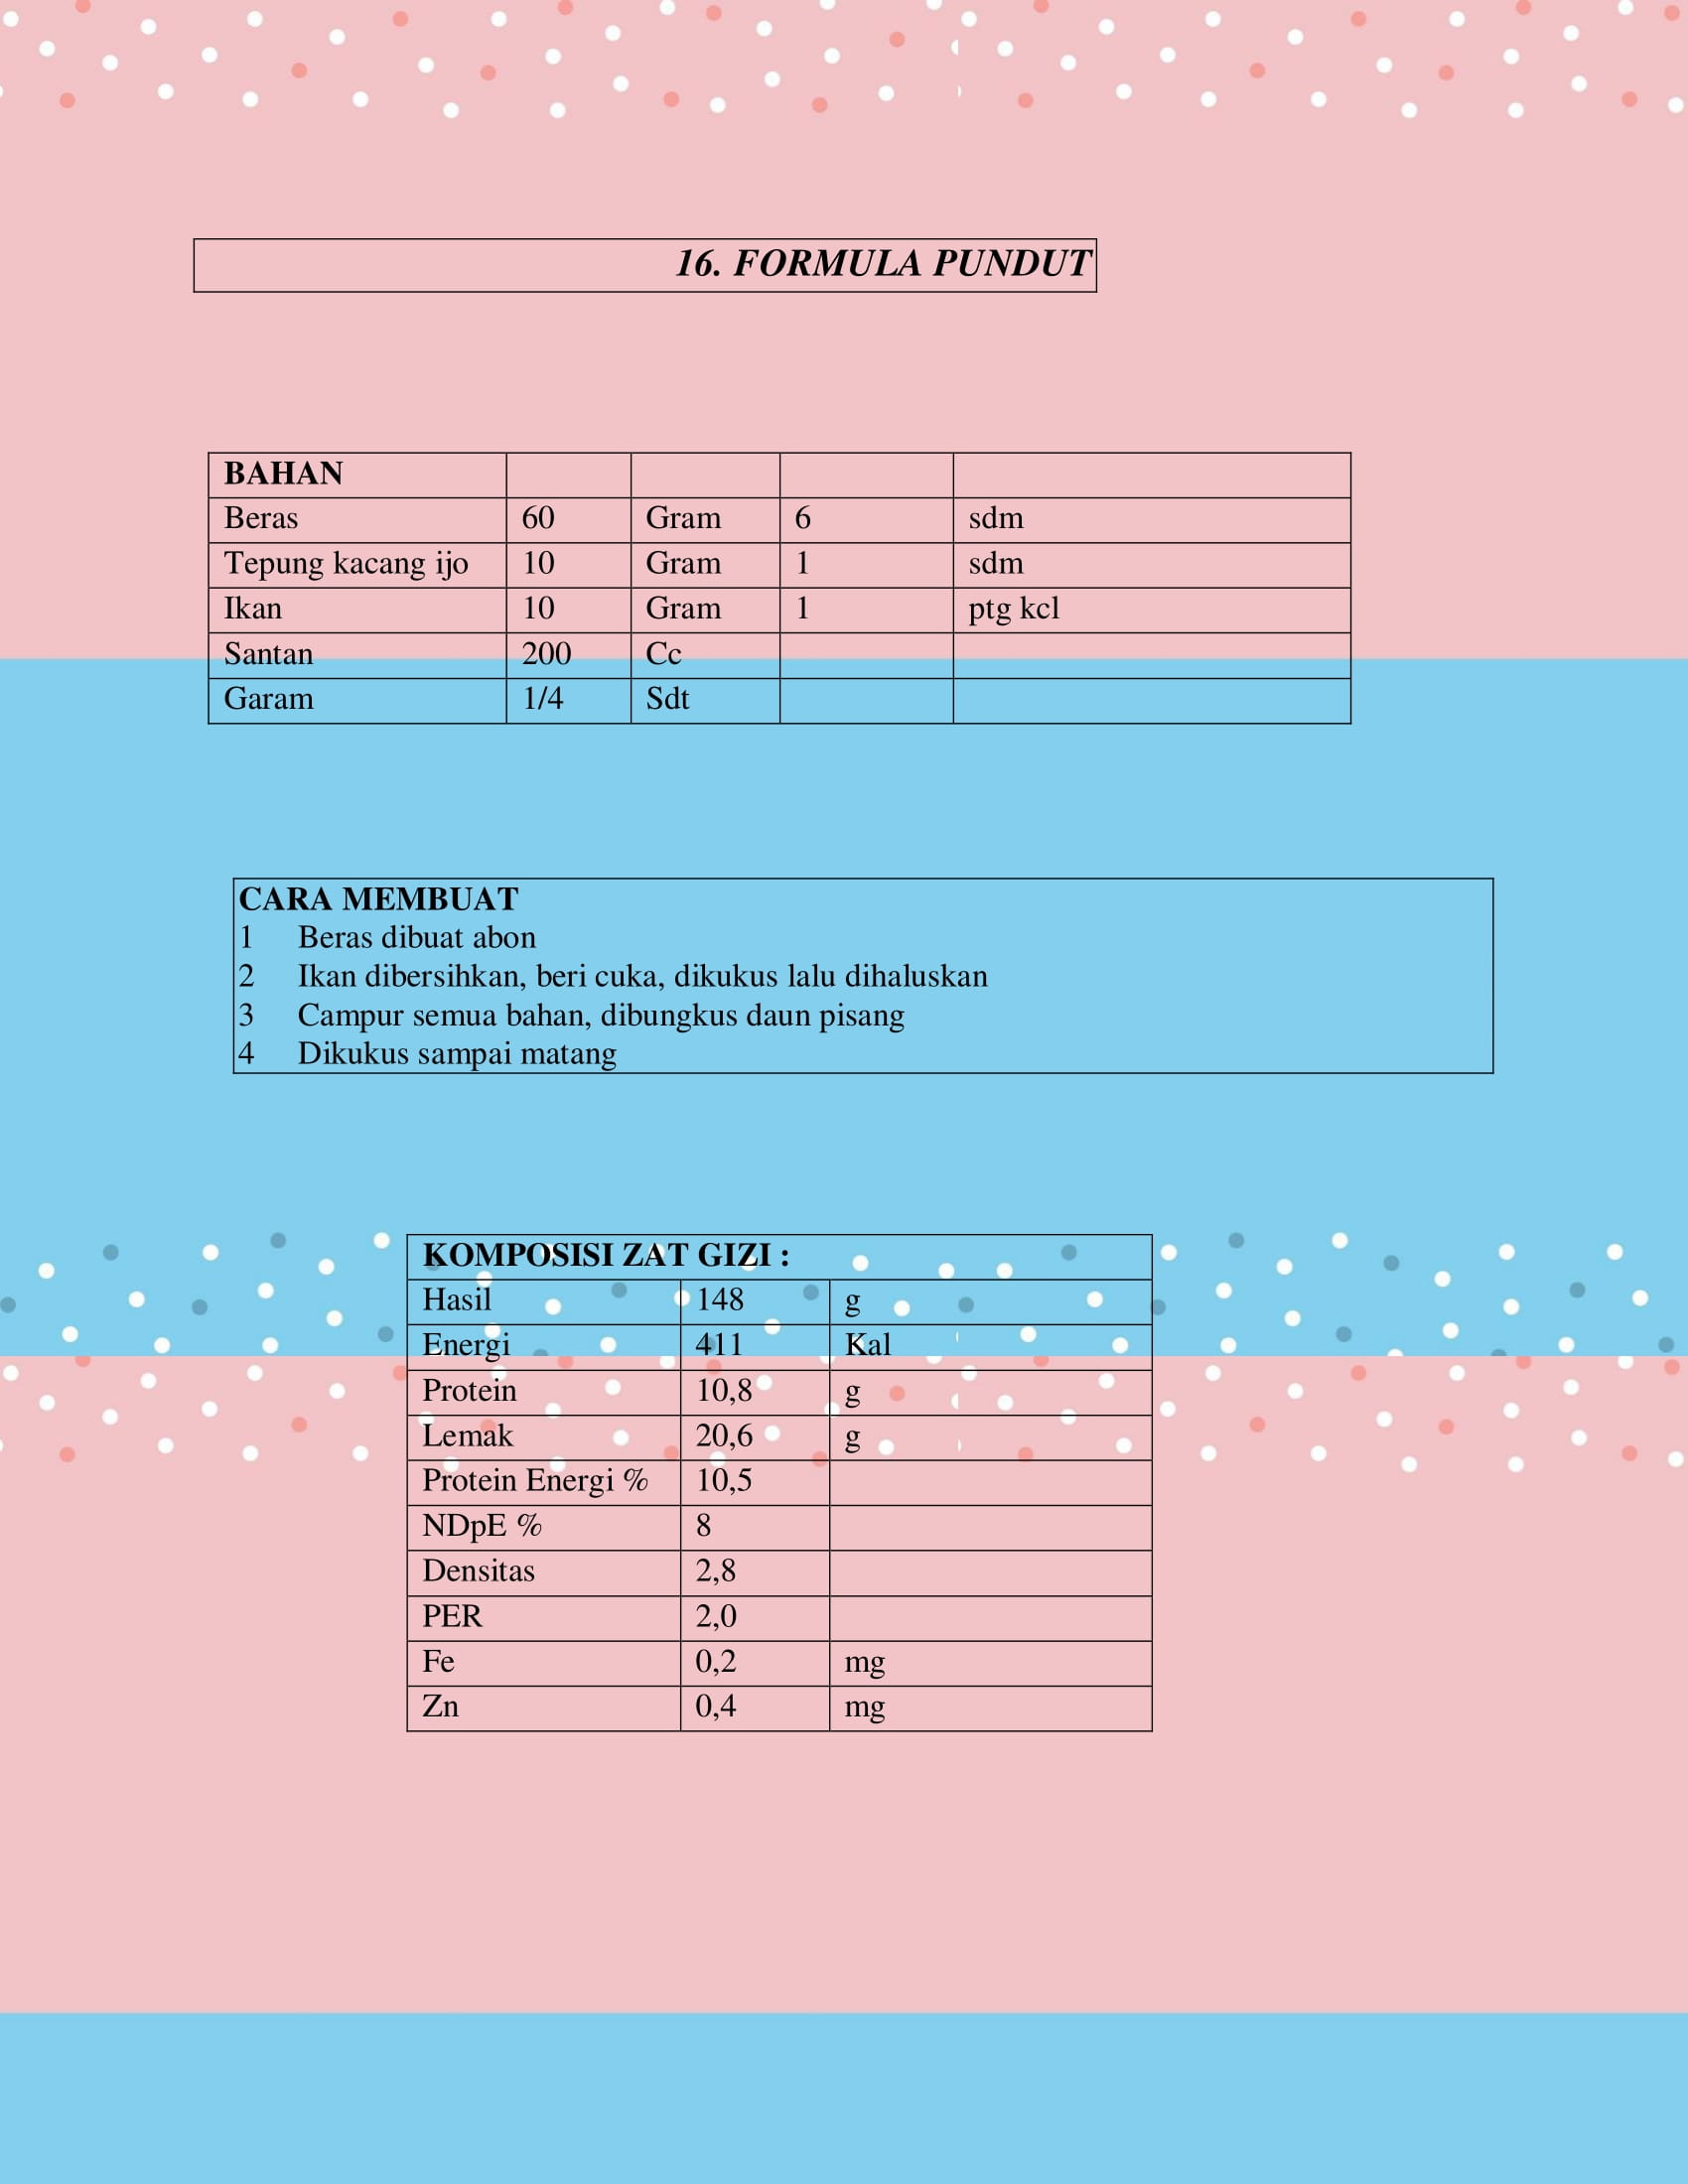 16. FORMULA PUNDUT
BAHAN
Beras 60 Gram 6 sdm
Tepung kacang ijo 10 Gram 1 sdm
Ikan 10 Gram 1 ptg kcl
Santan 200 Cc
Garam 1/4 Sdt
CARA MEMBUAT
1 Beras dibuat abon
2 Ikan dibersihkan, beri cuka, dikukus lalu dihaluskan
3 Campur semua bahan, dibungkus daun pisang
4 Dikukus sampai matang
KOMPOSISI ZAT GIZI :
Hasil 148 g
Energi 411 Kal
Protein 10,8 g
Lemak 20,6 g
Protein Energi % 10,5
NDpE % 8
Densitas 2,8
PER 2,0
Fe 0,2 mg
Zn 0,4 mg